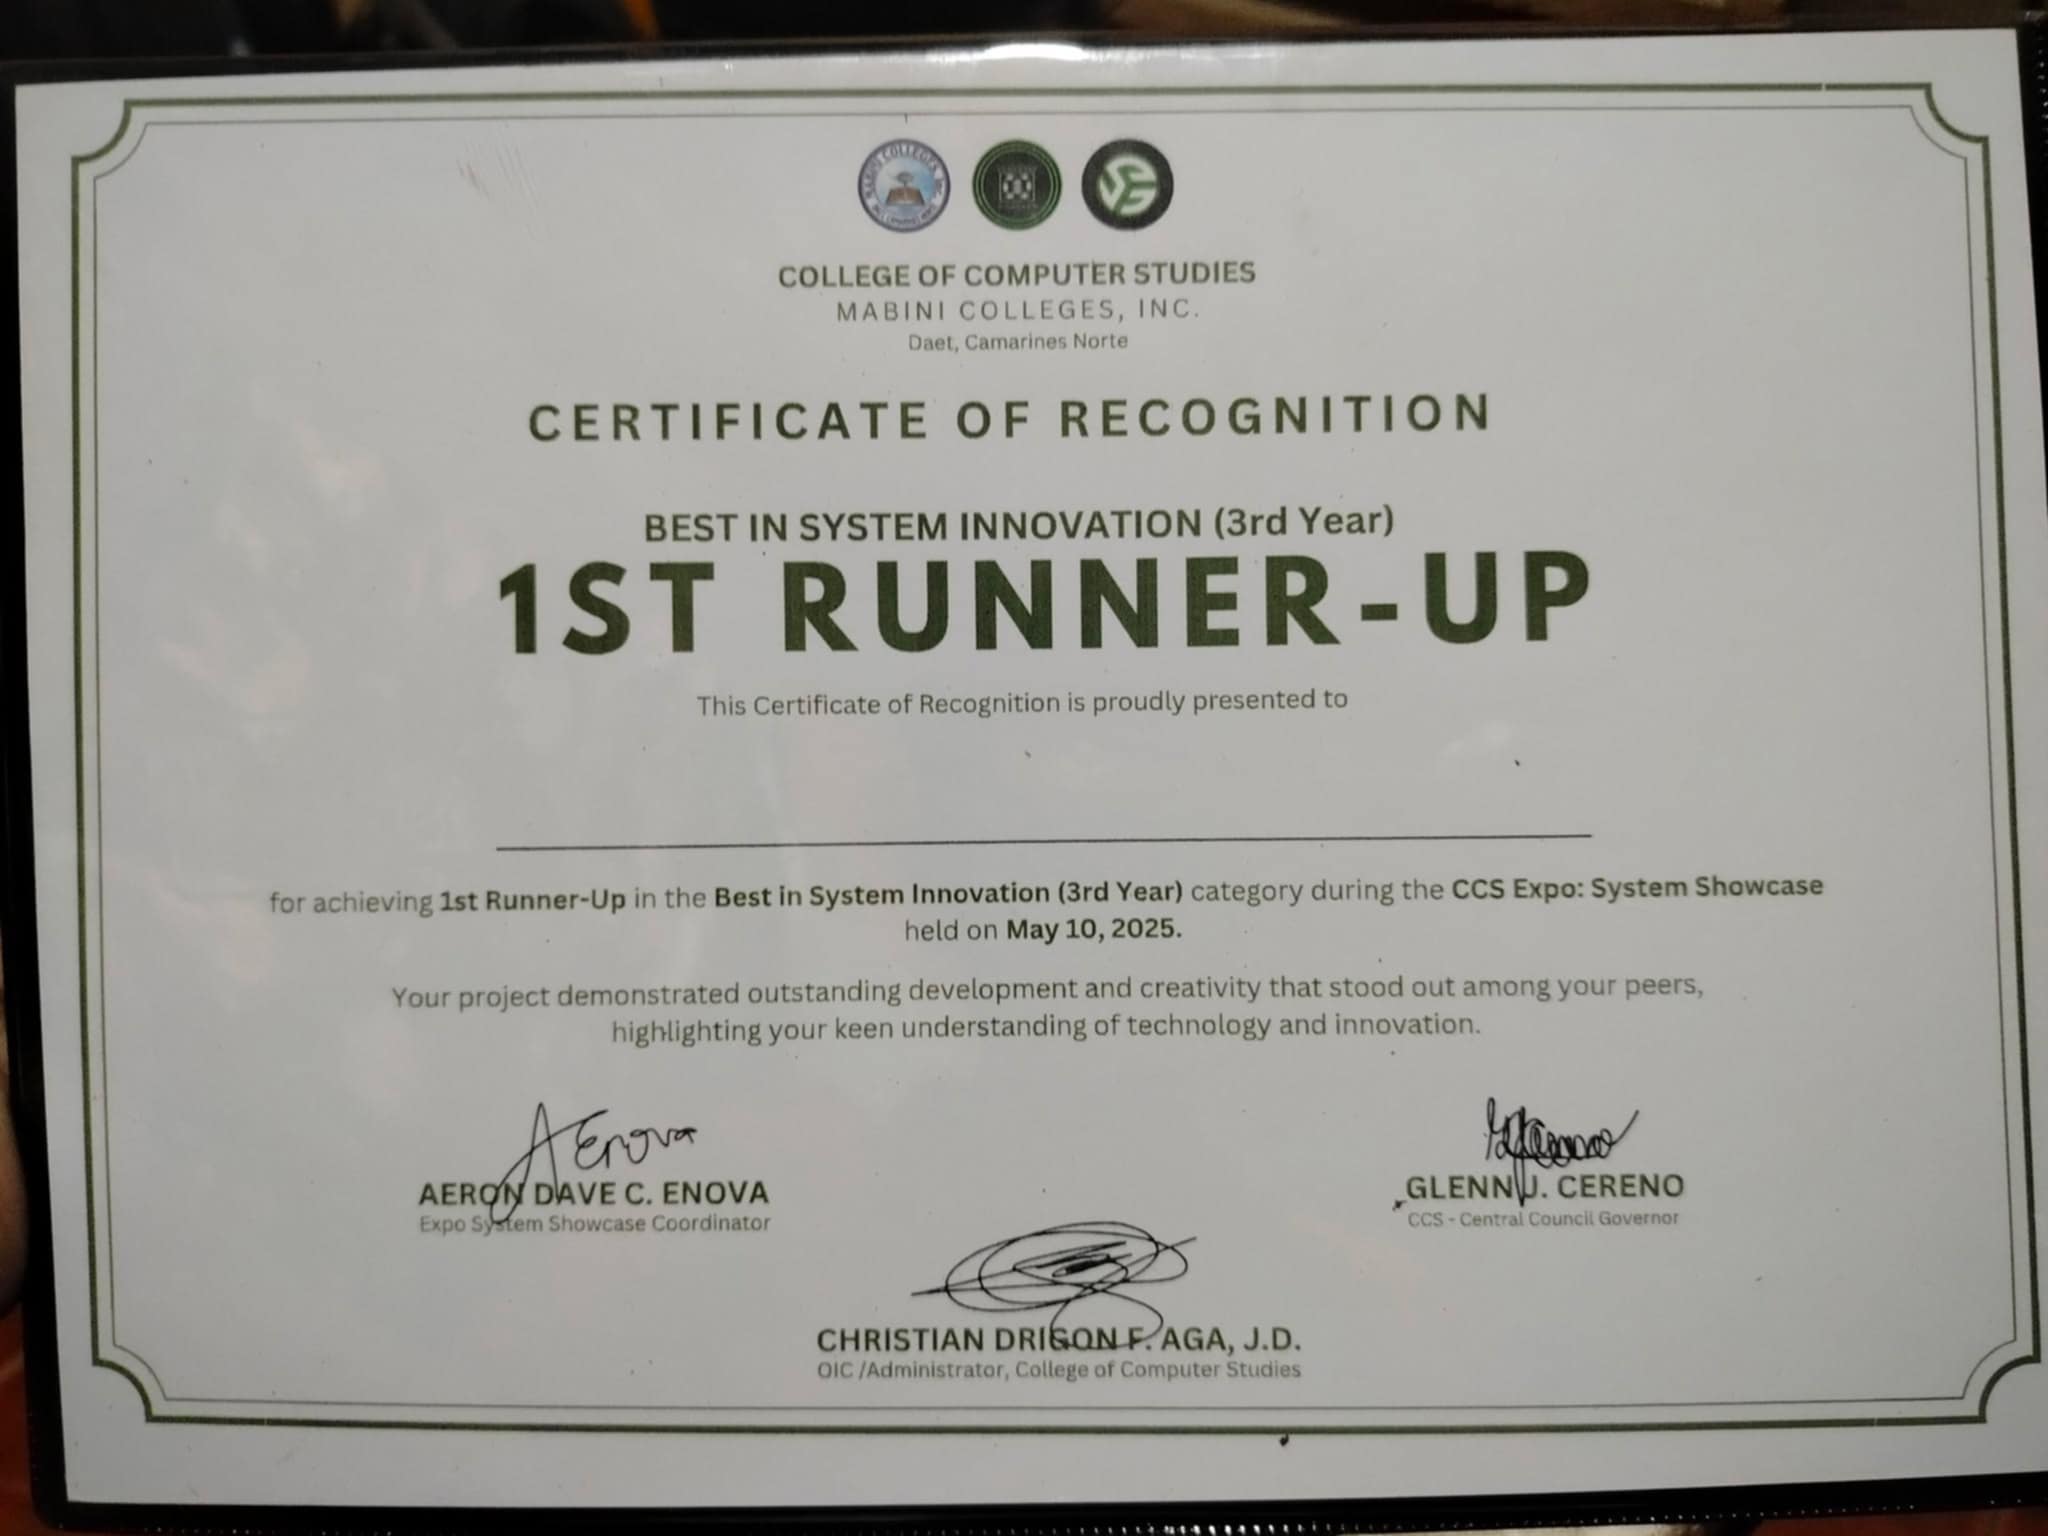 MABINI COLLEGES, INC.
COLLEGE OF COMPUTER STUDIES
MABINI COLLEGES, INC.
Daet, Camarines Norte
CERTIFICATE OF RECOGNITION
BEST IN SYSTEM INNOVATION (3rd Year)
1ST RUNNER-UP
This Certificate of Recognition is proudly presented to
for achieving 1st Runner-Up in the Best in System Innovation (3rd Year) category during the CCS Expo: System Showcase
held on May 10, 2025.
Your project demonstrated outstanding development and creativity that stood out among your peers,
highlighting your keen understanding of technology and innovation.
A Enova
AERON DAVE C. ENOVA
Expo System Showcase Coordinator
GLENN J. CERENO
CCS - Central Council Governor
CHRISTIAN DRIGON F. AGA, J.D.
OIC /Administrator, College of Computer Studies